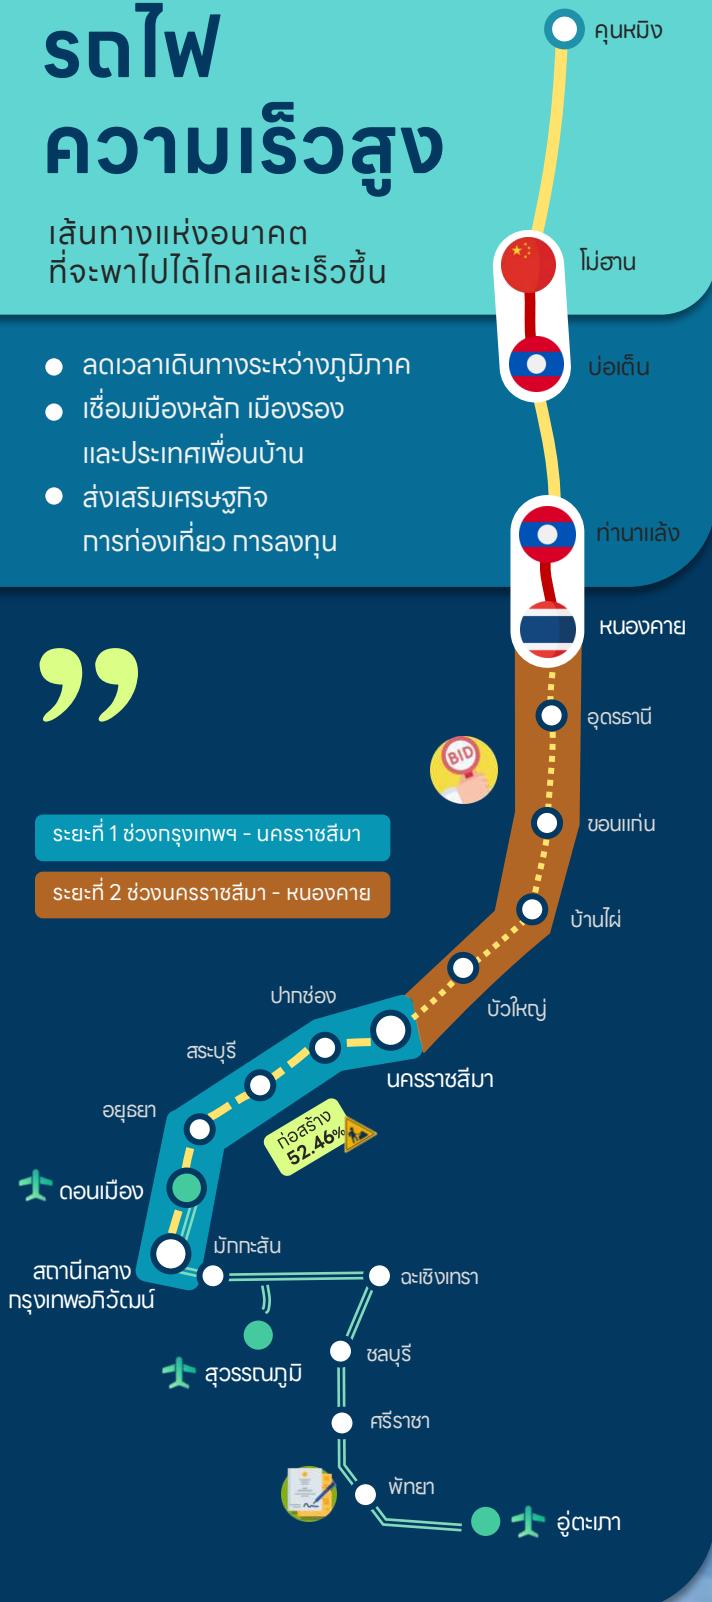 รถไฟ
ความเร็วสูง
เส้นทางแห่งอนาคต
ที่จะพาไปได้ไกลและเร็วขึ้น
คุนหมิง
โม่ฮาน
บ่อเต็น
ลดเวลาเดินทางระหว่างภูมิภาค
เชื่อมเมืองหลัก เมืองรอง
และประเทศเพื่อนบ้าน
ส่งเสริมเศรษฐกิจ
การท่องเที่ยว การลงทุน
ท่านาแล้ง
หนองคาย
อุดรธานี
BID
ขอนแก่น
ระยะที่ 1 ช่วงกรุงเทพฯ - นครราชสีมา
ระยะที่ 2 ช่วงนครราชสีมา - หนองคาย
บ้านไผ่
บัวใหญ่
ปากช่อง
สระบุรี
นครราชสีมา
อยุธยา
ก่อสร้าง
52.46%
ดอนเมือง
มักกะสัน
สถานีกลาง
กรุงเทพอภิวัฒน์
ฉะเชิงเทรา
สุวรรณภูมิ
ชลบุรี
ศรีราชา
พัทยา
อู่ตะเภา